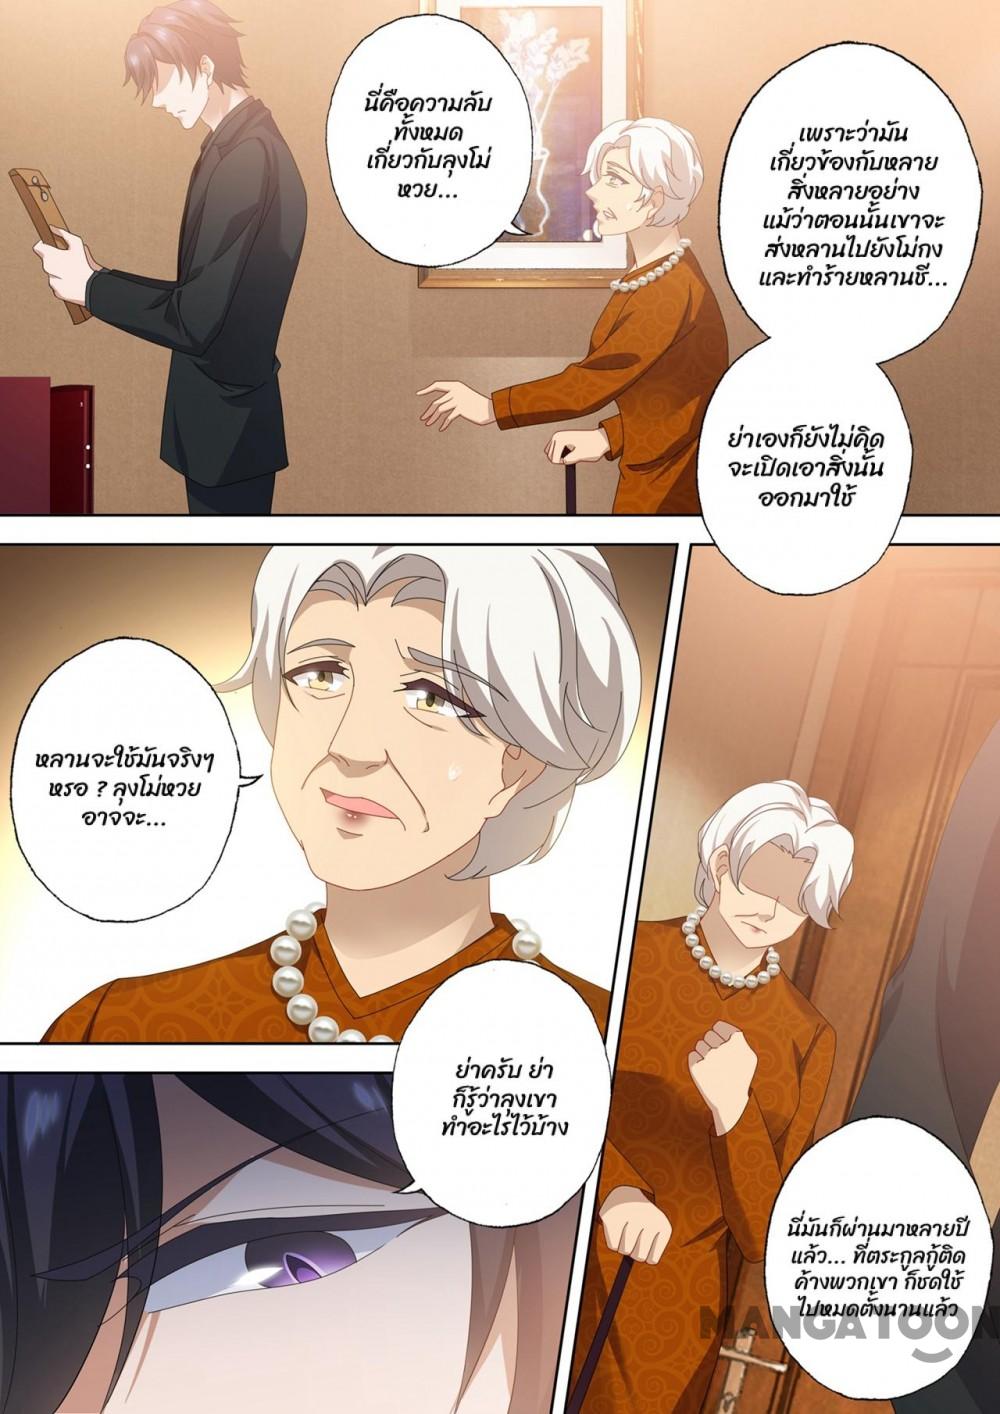 นี่คือความลับ
ทั้งหมด
เกี่ยวกับลุงโม่
หวย...
เพราะว่ามัน
เกี่ยวข้องกับหลาย
สิ่งหลายอย่าง
แม้ว่าตอนนั้นเขาจะ
ส่งหลานไปยังโม่กง
และทำร้ายหลานชี...
ย่าเองก็ยังไม่คิด
จะเปิดเอาสิ่งนั้น
ออกมาใช้
หลานจะใช้มันจริงๆ
หรอ ? ลุงโม่หวย
อาจจะ...
ย่าครับ ย่า
ก็รู้ว่าลุงเขา
ทำอะไรไว้บ้าง
นี่มันก็ผ่านมาหลายปี
แล้ว... ที่ตระกูลกู้ติด
ค้างพวกเขา ก็ชดใช้
ไปหมดตั้งนานแล้ว
MANGATOON